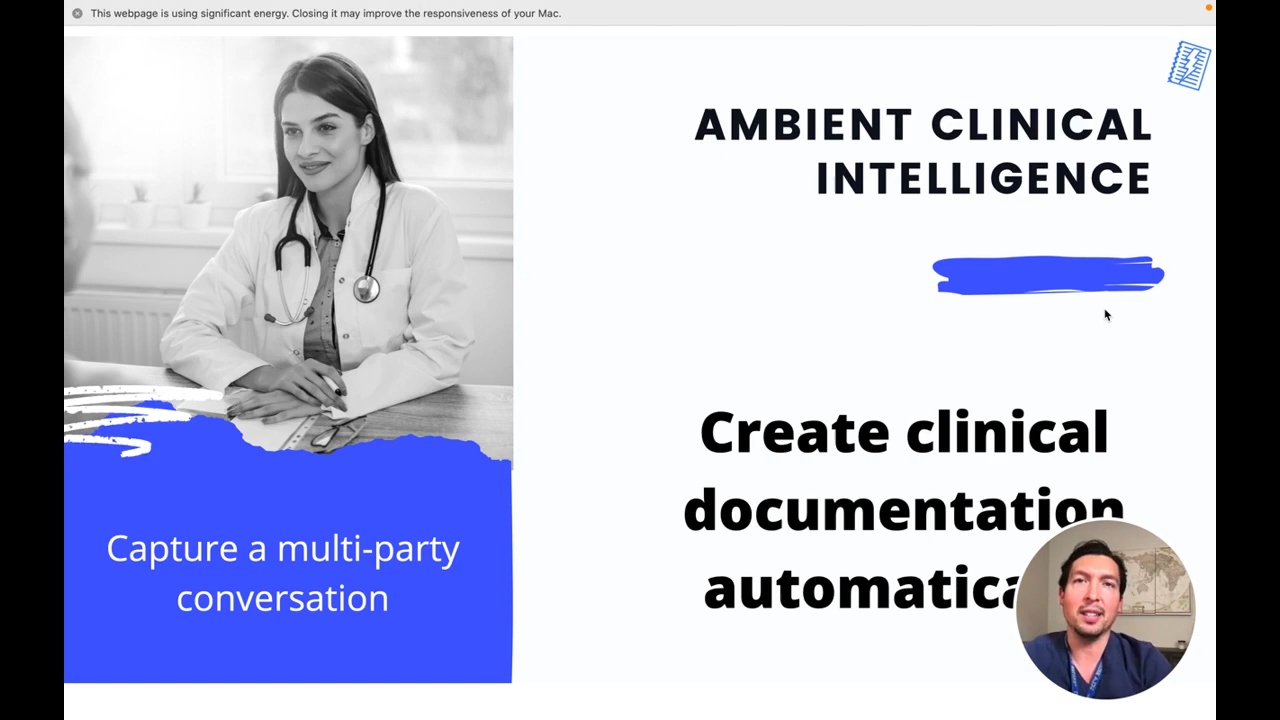 This webpage is using significant energy. Closing it may improve the responsiveness of your Mac.
AMBIENT CLINICAL
INTELLIGENCE
Create clinical
documentation
Capture a multi-party
conversation